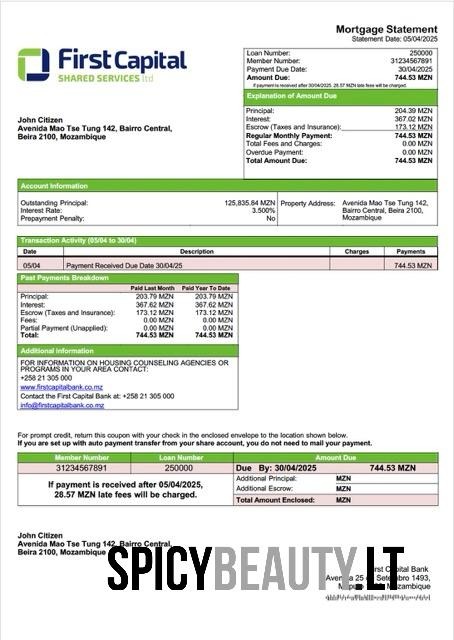 Mortgage Statement
Statement Date: 05/04/2025
First Capital
SHARED SERVICES ltd
Loan Number: 250000
Member Number: 31234567891
Payment Due Date: 30/04/2025
Amount Due: 744.53 MZN
If payment is received after 30/04/2025, 28.57 MZN late fees will be charged.
Explanation of Amount Due
Principal: 204.39 MZN
Interest: 367.02 MZN
Escrow (Taxes and Insurance): 173.12 MZN
Regular Monthly Payment: 744.53 MZN
Total Fees and Charges: 0.00 MZN
Overdue Payment: 0.00 MZN
Total Amount Due: 744.53 MZN
John Citizen
Avenida Mao Tse Tung 142, Bairro Central,
Beira 2100, Mozambique
Account Information
Outstanding Principal: 125,835.84 MZN
Interest Rate: 3.500%
Prepayment Penalty: No
Property Address: Avenida Mao Tse Tung 142,
Bairro Central, Beira 2100,
Mozambique
Transaction Activity (05/04 to 30/04)
Date Description Charges Payments
05/04 Payment Received Due Date 30/04/25 744.53 MZN
Past Payments Breakdown
Paid Last Month Paid Year To Date
Principal: 203.79 MZN 203.79 MZN
Interest: 367.62 MZN 367.62 MZN
Escrow (Taxes and Insurance): 173.12 MZN 173.12 MZN
Fees: 0.00 MZN 0.00 MZN
Partial Payment (Unapplied): 0.00 MZN 0.00 MZN
Total: 744.53 MZN 744.53 MZN
Additional Information
FOR INFORMATION ON HOUSING COUNSELING AGENCIES OR
PROGRAMS IN YOUR AREA CONTACT:
+258 21 305 000
www.firstcapitalbank.co.mz
Contact the First Capital Bank at: +258 21 305 000
info@firstcapitalbank.co.mz
For prompt credit, return this coupon with your check in the enclosed envelope to the location shown below.
If you are set up with auto payment transfer from your share account, you do not need to mail your payment.
Member Number Loan Number Amount Due
31234567891 250000 Due By: 30/04/2025 744.53 MZN
If payment is received after 05/04/2025,
28.57 MZN late fees will be charged.
Additional Principal: MZN
Additional Escrow: MZN
Total Amount Enclosed: MZN
John Citizen
Avenida Mao Tse Tung 142, Bairro Central,
Beira 2100, Mozambique
SPICYBEAUTY.LT
Capital Bank
Avenida 25 1493,
Mozambique